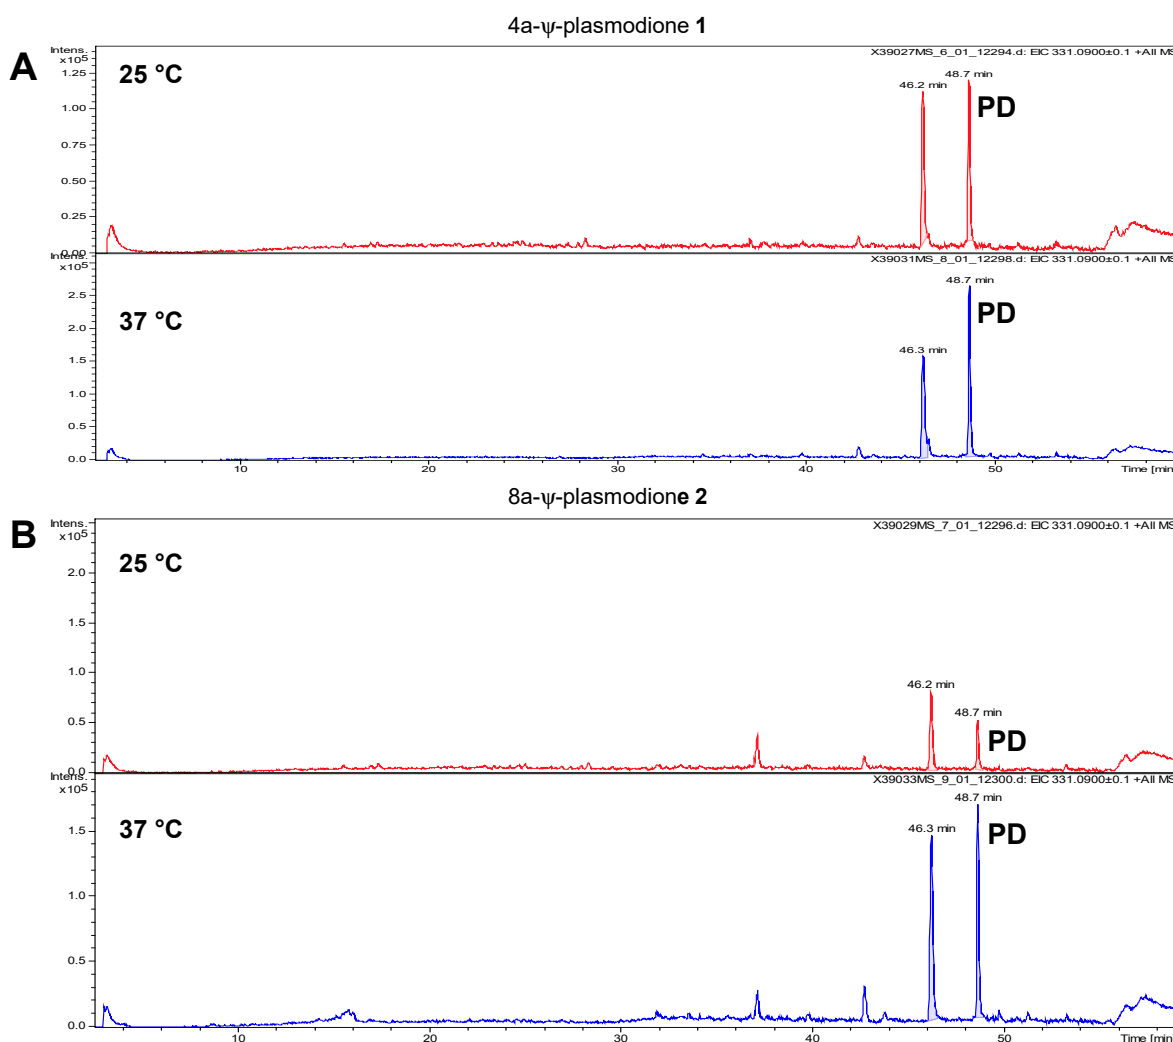 4a-ψ-plasmodione 1
A
Intens.
x10⁵
X39027MS_6_01_12294.d: EIC 331.0900±0.1 +All MS
25 °C
48.7 min
46.2 min
PD
1.25
1.00
0.75
0.50
0.25
0.00
Intens.
x10⁵
X39031MS_8_01_12298.d: EIC 331.0900±0.1 +All MS
37 °C
48.7 min
46.3 min
PD
2.5
2.0
1.5
1.0
0.5
0.0
10 20 30 40 50 Time [min]
8a-ψ-plasmodione 2
B
Intens.
x10⁵
X39029MS_7_01_12296.d: EIC 331.0900±0.1 +All MS
25 °C
46.2 min
48.7 min
PD
2.0
1.5
1.0
0.5
0.0
Intens.
x10⁵
X39033MS_9_01_12300.d: EIC 331.0900±0.1 +All MS
37 °C
48.7 min
46.3 min
PD
1.5
1.0
0.5
0.0
10 20 30 40 50 Time [min]